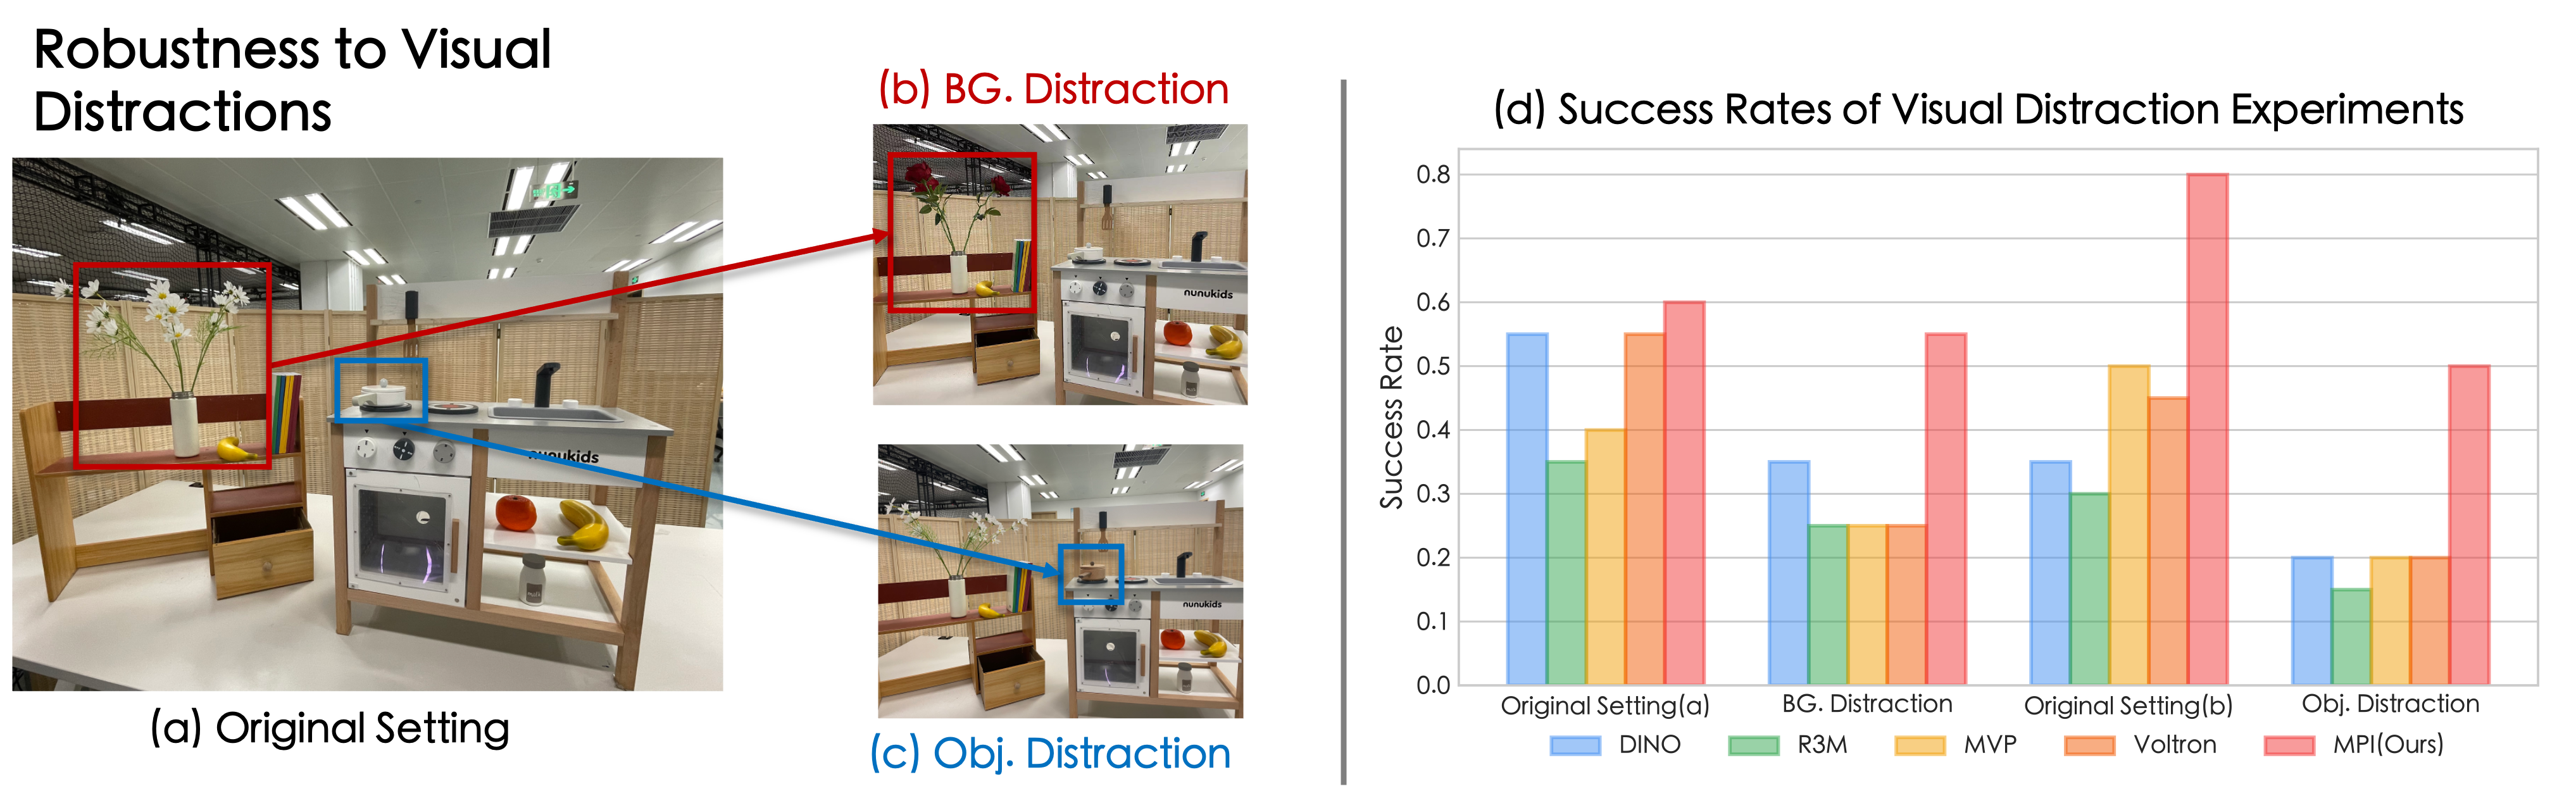 Robustness to Visual
Distractions
(a) Original Setting
nunukids
(b) BG. Distraction
nunukids
(c) Obj. Distraction
nunukids
(d) Success Rates of Visual Distraction Experiments
Success Rate
0.8
0.7
0.6
0.5
0.4
0.3
0.2
0.1
0.0
Original Setting(a) BG. Distraction Original Setting(b) Obj. Distraction
DINO R3M MVP Voltron MPI(Ours)